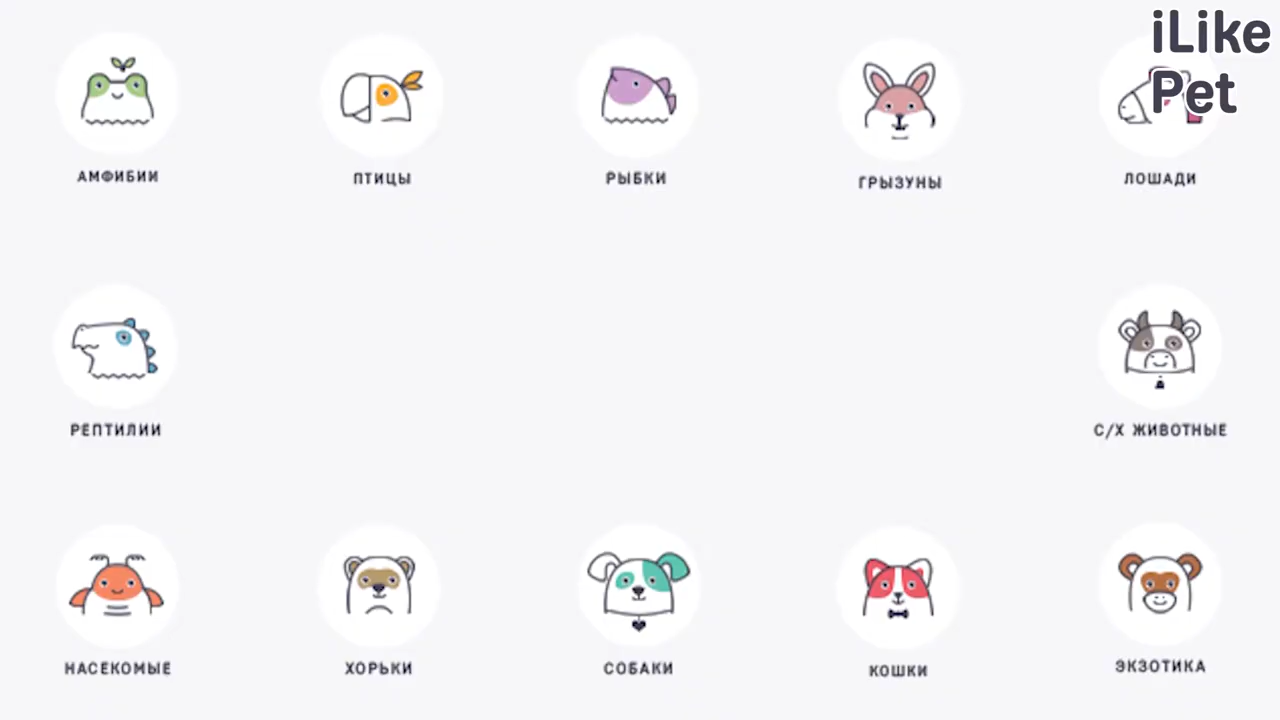 iLike
Pet
АМФИБИИ
ПТИЦЫ
РЫБКИ
ГРЫЗУНЫ
ЛОШАДИ
РЕПТИЛИИ
С/Х ЖИВОТНЫЕ
НАСЕКОМЫЕ
ХОРЬКИ
СОБАКИ
КОШКИ
ЭКЗОТИКА